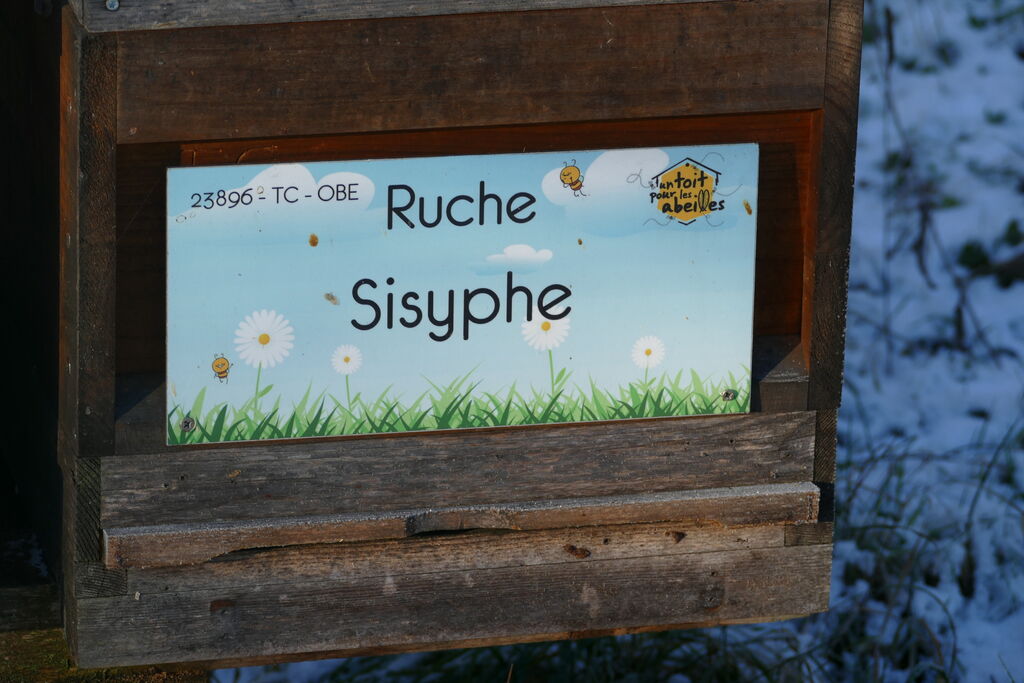 23896 - TC - OBE
Ruche
Sisyphe
un toit
pour les
abeilles